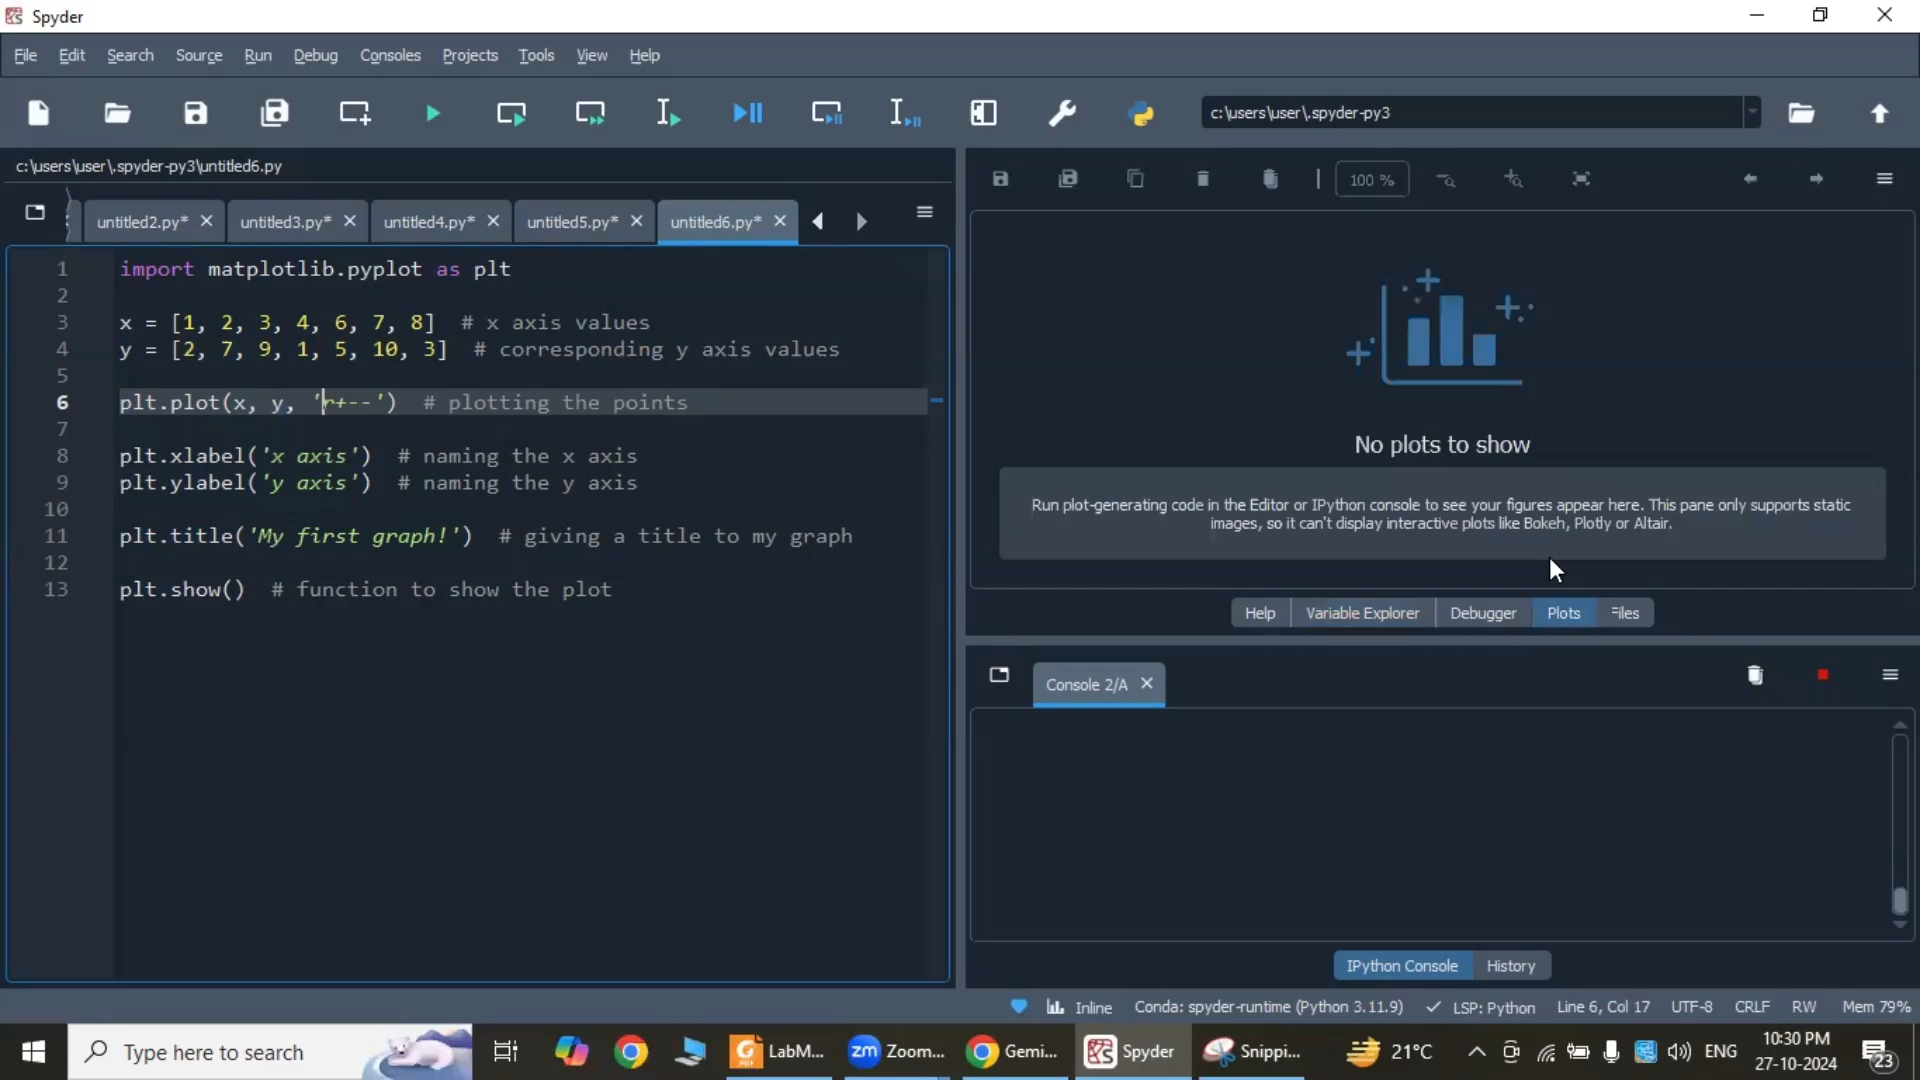 Spyder
File Edit Search Source Run Debug Consoles Projects Tools View Help
c:\users\user\.spyder-py3
c:\users\user\.spyder-py3\untitled6.py
untitled2.py* untitled3.py* untitled4.py* untitled5.py* untitled6.py*
100 %
1 import matplotlib.pyplot as plt
2
3 x = [1, 2, 3, 4, 6, 7, 8] # x axis values
4 y = [2, 7, 9, 1, 5, 10, 3] # corresponding y axis values
5
6 plt.plot(x, y, 'r+--') # plotting the points
7
8 plt.xlabel('x axis') # naming the x axis
9 plt.ylabel('y axis') # naming the y axis
10
11 plt.title('My first graph!') # giving a title to my graph
12
13 plt.show() # function to show the plot
No plots to show
Run plot-generating code in the Editor or IPython console to see your figures appear here. This pane only supports static
images, so it can't display interactive plots like Bokeh, Plotly or Altair.
Help Variable Explorer Debugger Plots Files
Console 2/A
IPython Console History
Inline Conda: spyder-runtime (Python 3.11.9) LSP: Python Line 6, Col 17 UTF-8 CRLF RW Mem 79%
Type here to search LabM... zm Zoom... Gemi... Spyder Snippi... 21°C ENG
10:30 PM
27-10-2024
23